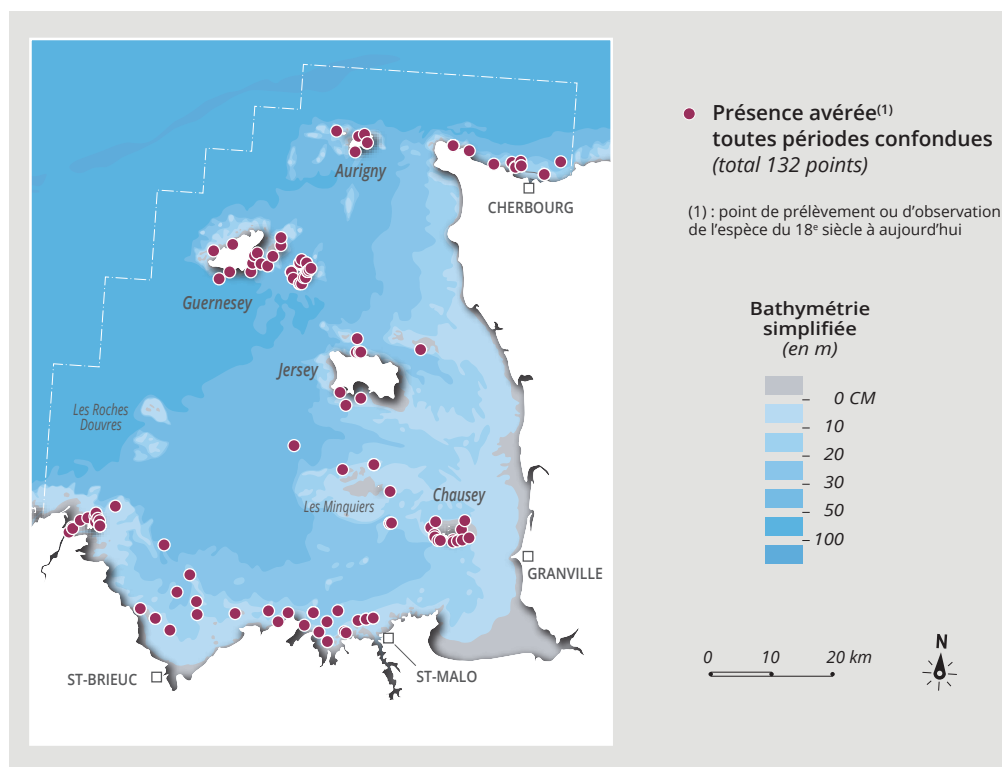 Aurigny
CHERBOURG
Guernesey
Jersey
Les Roches
Douvres
Les Minquiers
Chausey
GRANVILLE
ST-BRIEUC
ST-MALO
Présence avérée(1)
toutes périodes confondues
(total 132 points)
(1) : point de prélèvement ou d'observation
de l'espèce du 18e siècle à aujourd'hui
Bathymétrie
simplifiée
(en m)
0 CM
10
20
30
50
100
0 10 20 km
N